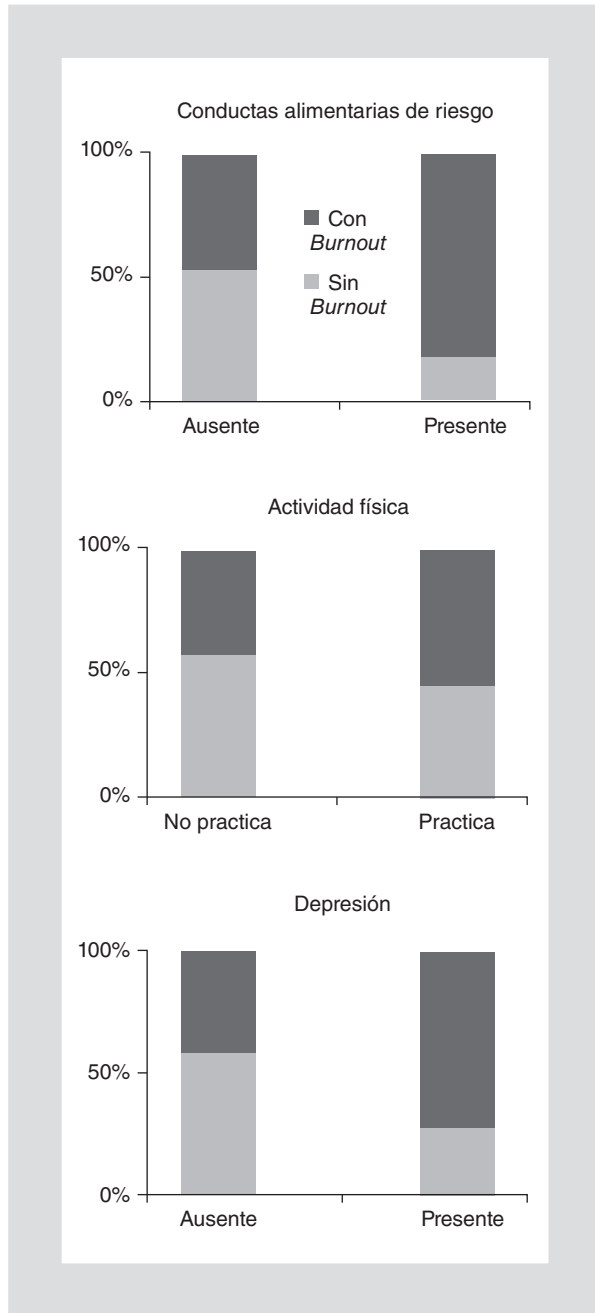 Conductas alimentarias de riesgo
100%
50%
0%
Con
Burnout
Sin
Burnout
Ausente Presente
Actividad física
100%
50%
0%
No practica Practica
Depresión
100%
50%
0%
Ausente Presente